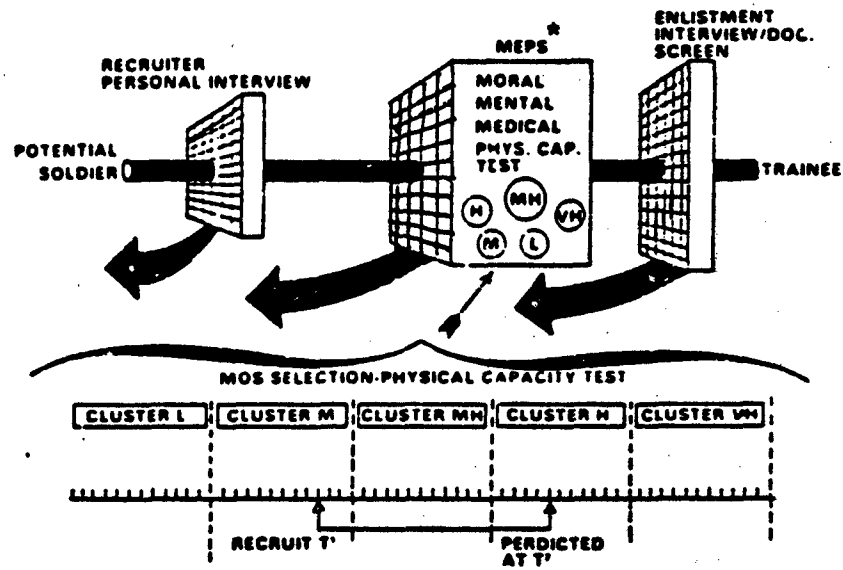 RECRUITER
PERSONAL INTERVIEW
MEPS*
ENLISTMENT
INTERVIEW/DOC.
SCREEN
MORAL
MENTAL
MEDICAL
PHYS. CAP.
TEST
POTENTIAL
SOLDIER
TRAINEE
H
MH
VH
M
L
MOS SELECTION-PHYSICAL CAPACITY TEST
CLUSTER L
CLUSTER M
CLUSTER MH
CLUSTER H
CLUSTER VH
RECRUIT T'
PERDICTED
AT T'